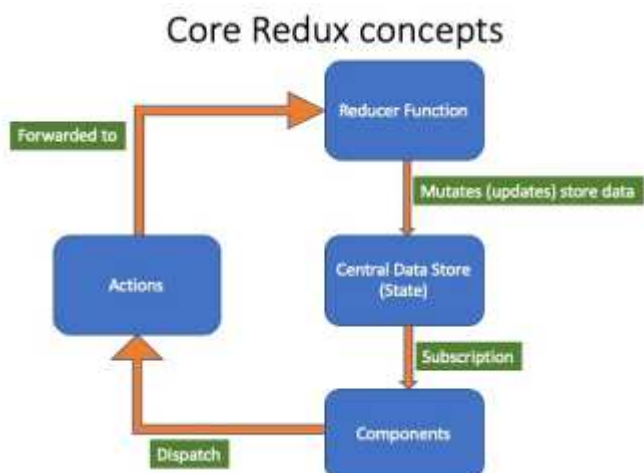 Core Redux concepts
Reducer Function
Forwarded to
Mutates (updates) store data
Central Data Store
(State)
Actions
Subscription
Components
Dispatch